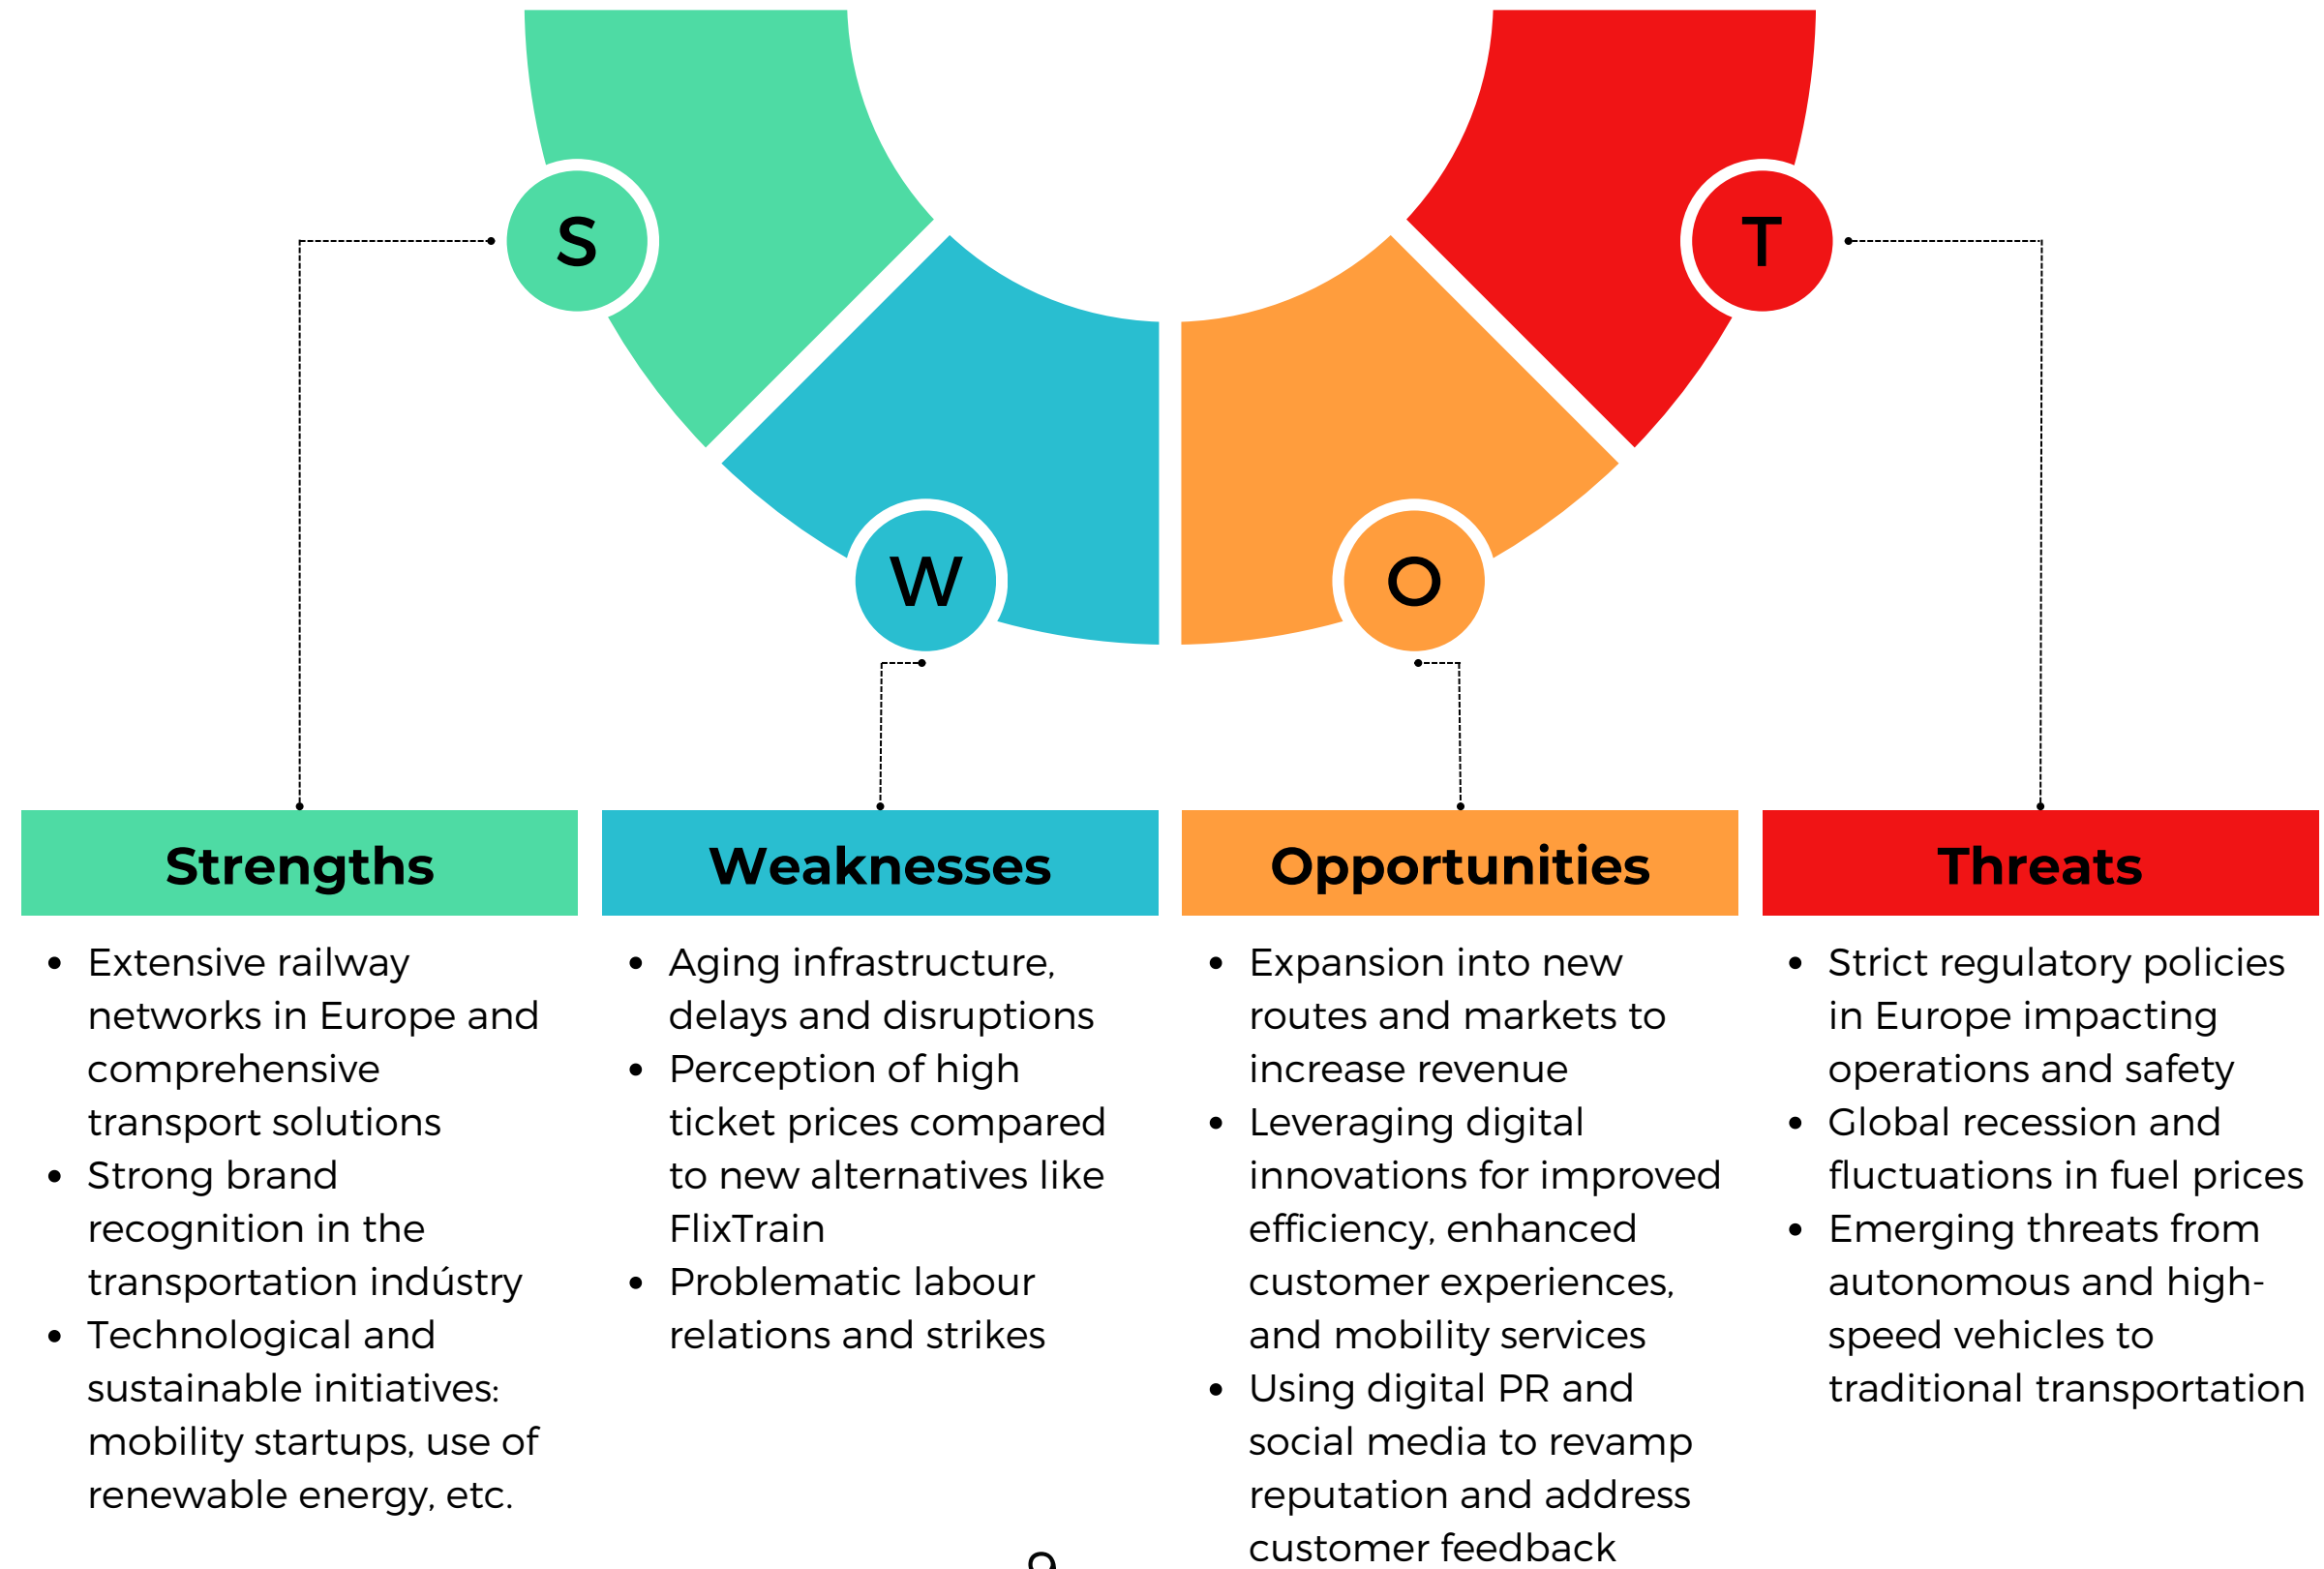 S
T
W
O
Strengths
Extensive railway
networks in Europe and
comprehensive
transport solutions
Strong brand
recognition in the
transportation indústry
Technological and
sustainable initiatives:
mobility startups, use of
renewable energy, etc.
Weaknesses
Aging infrastructure,
delays and disruptions
Perception of high
ticket prices compared
to new alternatives like
FlixTrain
Problematic labour
relations and strikes
Opportunities
Expansion into new
routes and markets to
increase revenue
Leveraging digital
innovations for improved
efficiency, enhanced
customer experiences,
and mobility services
Using digital PR and
social media to revamp
reputation and address
customer feedback
Threats
Strict regulatory policies
in Europe impacting
operations and safety
Global recession and
fluctuations in fuel prices
Emerging threats from
autonomous and high-
speed vehicles to
traditional transportation